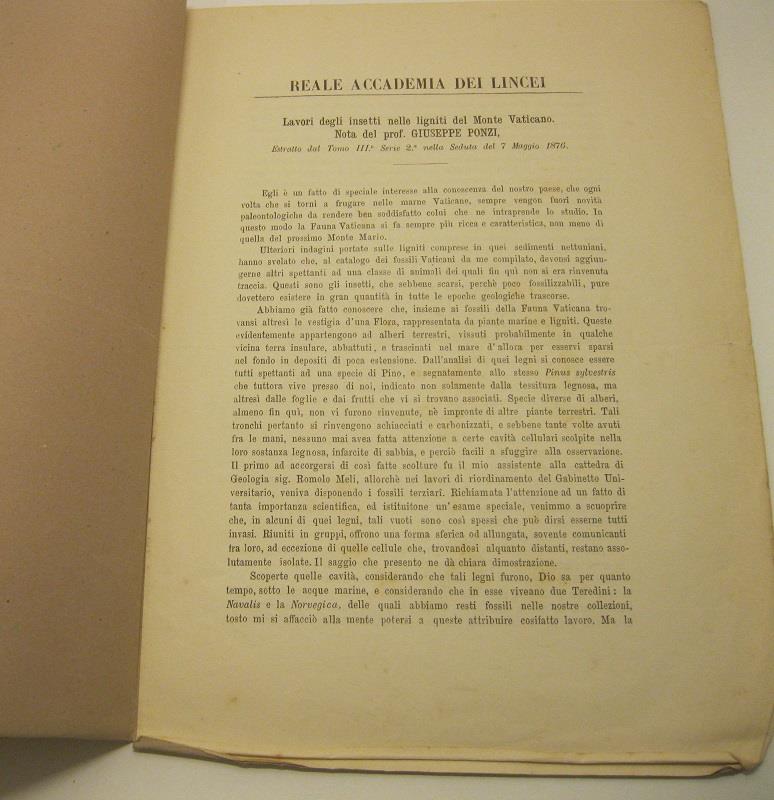 REALE ACCADEMIA DEI LINCEI
Lavori degli insetti nelle ligniti del Monte Vaticano.
Nota del prof. GIUSEPPE PONZI,
Estratto dal Tomo III.º Serie 2.ª nella Seduta del 7 Maggio 1876.
Egli è un fatto di speciale interesse alla conoscenza del nostro paese, che ogni
volta che si torni a frugare nelle marne Vaticane, sempre vengon fuori novità
paleontologiche da rendere ben soddisfatto colui che ne intraprende lo studio. In
questo modo la Fauna Vaticana si fa sempre più ricca e caratteristica, non meno di
quella del prossimo Monte Mario.
Ulteriori indagini portate sulle ligniti comprese in quei sedimenti nettuniani,
hanno svelato che, al catalogo dei fossili Vaticani da me compilato, devonsi aggiun-
gerne altri spettanti ad una classe di animali dei quali fin quì non si era rinvenuta
traccia. Questi sono gli insetti, che sebbene scarsi, perchè poco fossilizzabili, pure
dovettero esistere in gran quantità in tutte le epoche geologiche trascorse.
Abbiamo già fatto conoscere che, insieme ai fossili della Fauna Vaticana tro-
vansi altresì le vestigia d'una Flora, rappresentata da piante marine e ligniti. Queste
evidentemente appartengono ad alberi terrestri, vissuti probabilmente in qualche
vicina terra insulare, abbattuti, e trascinati nel mare d'allora per esservi sparsi
nel fondo in depositi di poca estensione. Dall'analisi di quei legni si conosce essere
tutti spettanti ad una specie di Pino, e segnatamente allo stesso Pinus sylvestris
che tuttora vive presso di noi, indicato non solamente dalla tessitura legnosa, ma
altresì dalle foglie e dai frutti che vi si trovano associati. Specie diverse di alberi,
almeno fin quì, non vi furono rinvenute, nè impronte di altre piante terrestri. Tali
tronchi pertanto si rinvengono schiacciati e carbonizzati, e sebbene tante volte avuti
fra le mani, nessuno mai avea fatta attenzione a certe cavità cellulari scolpite nella
loro sostanza legnosa, infarcite di sabbia, e perciò facili a sfuggire alla osservazione.
Il primo ad accorgersi di così fatte scolture fu il mio assistente alla cattedra di
Geologia sig. Romolo Meli, allorchè nei lavori di riordinamento del Gabinetto Uni-
versitario, veniva disponendo i fossili terziari. Richiamata l'attenzione ad un fatto di
tanta importanza scientifica, ed istituitone un'esame speciale, venimmo a scuoprire
che, in alcuni di quei legni, tali vuoti sono così spessi che può dirsi esserne tutti
invasi. Riuniti in gruppi, offrono una forma sferica od allungata, sovente comunicanti
fra loro, ad eccezione di quelle cellule che, trovandosi alquanto distanti, restano asso-
lutamente isolate. Il saggio che presento ne dà chiara dimostrazione.
Scoperte quelle cavità, considerando che tali legni furono, Dio sa per quanto
tempo, sotto le acque marine, e considerando che in esse viveano due Teredini: la
Navalis e la Norvegica, delle quali abbiamo resti fossili nelle nostre collezioni,
tosto mi si affacciò alla mente potersi a queste attribuire cosifatto lavoro. Ma la